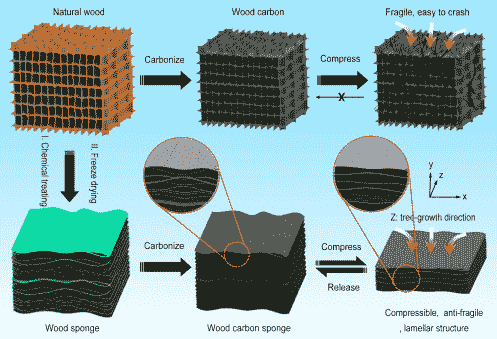 Natural wood
Wood carbon
Fragile, easy to crash
Carbonize
Compress
X
I. Chemical treating
II. Freeze drying
y
z
x
Z: tred-growth direction
Carbonize
Compress
Release
Wood sponge
Wood carbon sponge
Compressible, anti-fragile
, lamellar structure